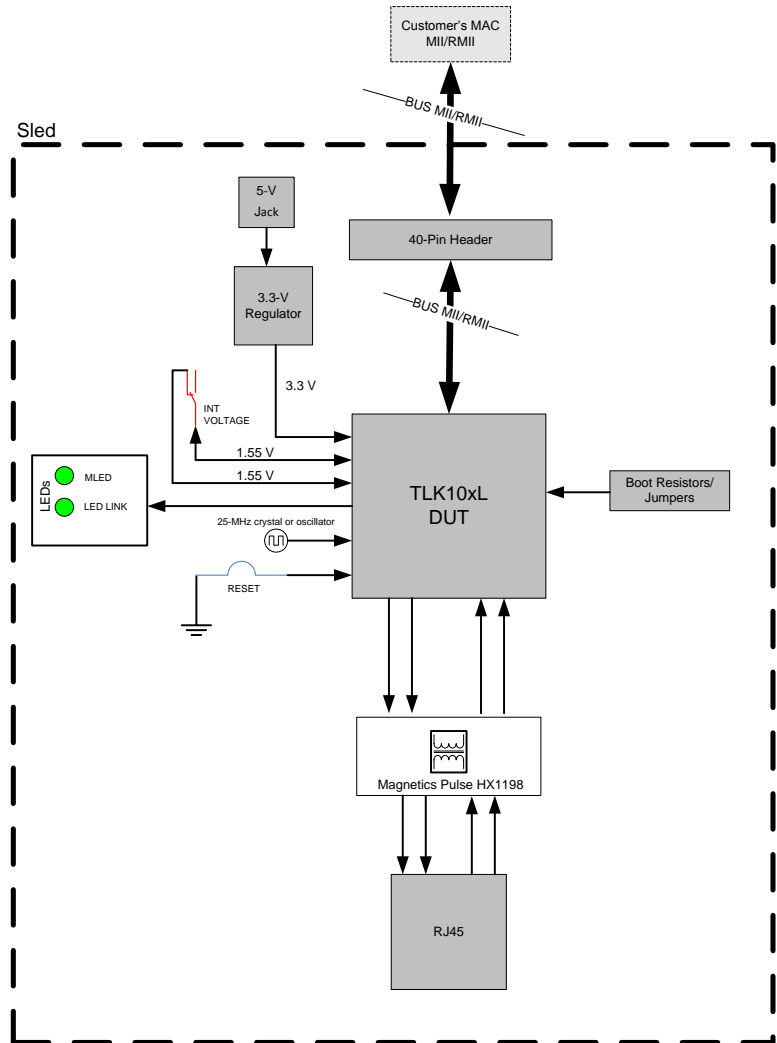 Customer's MAC
MII/RMII
BUS MII/RMII
Sled
5-V
Jack
40-Pin Header
3.3-V
Regulator
BUS MII/RMII
3.3 V
INT
VOLTAGE
1.55 V
1.55 V
LEDs
MLED
LED LINK
TLK10xL
DUT
Boot Resistors/
Jumpers
25-MHz crystal or oscillator
RESET
Magnetics Pulse HX1198
RJ45